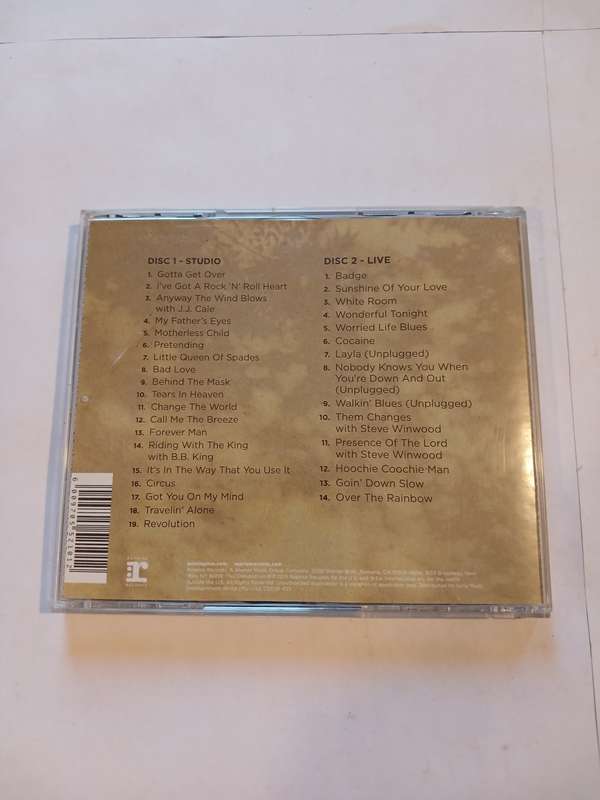 DISC 1 - STUDIO
1. Gotta Get Over
2. I've Got A Rock 'N' Roll Heart
3. Anyway The Wind Blows
with J.J. Cale
4. My Father's Eyes
5. Motherless Child
6. Pretending
7. Little Queen Of Spades
8. Bad Love
9. Behind The Mask
10. Tears In Heaven
11. Change The World
12. Call Me The Breeze
13. Forever Man
14. Riding With The King
with B.B. King
15. It's In The Way That You Use It
16. Circus
17. Got You On My Mind
18. Travelin' Alone
19. Revolution
DISC 2 - LIVE
1. Badge
2. Sunshine Of Your Love
3. White Room
4. Wonderful Tonight
5. Worried Life Blues
6. Cocaine
7. Layla (Unplugged)
8. Nobody Knows You When
You're Down And Out
(Unplugged)
9. Walkin' Blues (Unplugged)
10. Them Changes
with Steve Winwood
11. Presence Of The Lord
with Steve Winwood
12. Hoochie Coochie Man
13. Goin' Down Slow
14. Over The Rainbow
r